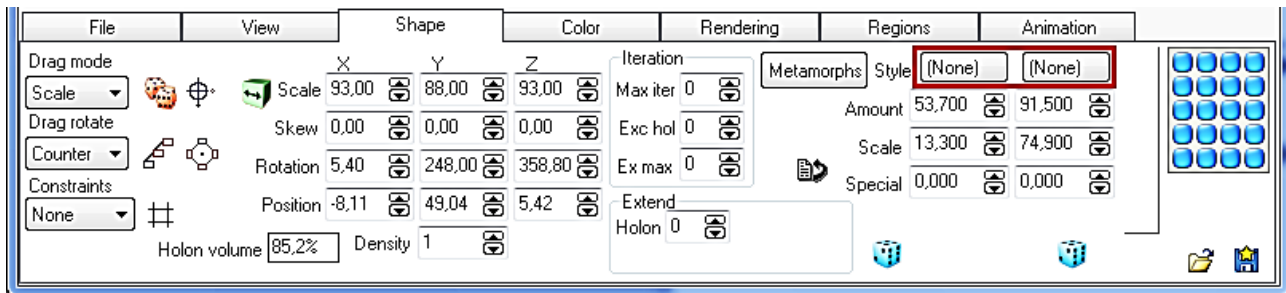 File View Shape Color Rendering Regions Animation
Drag mode X Y Z Iteration Metamorphs Style (None) (None)
Scale Scale 93,00 88,00 93,00 Max iter 0 Amount 53,700 91,500
Drag rotate Skew 0,00 0,00 0,00 Exc hol 0 Scale 13,300 74,900
Counter Rotation 5,40 248,00 358,80 Ex max 0 Special 0,000 0,000
Constraints
None Position -8,11 49,04 5,42 Extend
Holon 0
Holon volume 85,2% Density 1